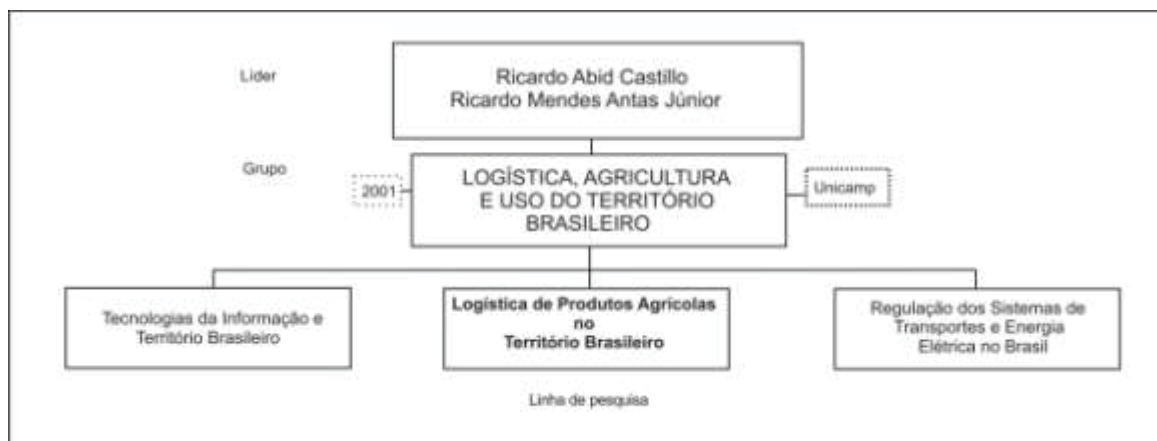 Líder
Ricardo Abid Castillo
Ricardo Mendes Antas Júnior
Grupo
2001
LOGÍSTICA, AGRICULTURA
E USO DO TERRITÓRIO
BRASILEIRO
Unicamp
Tecnologias da Informação e
Território Brasileiro
Logística de Produtos Agrícolas
no
Território Brasileiro
Regulação dos Sistemas de
Transportes e Energia
Elétrica no Brasil
Linha de pesquisa